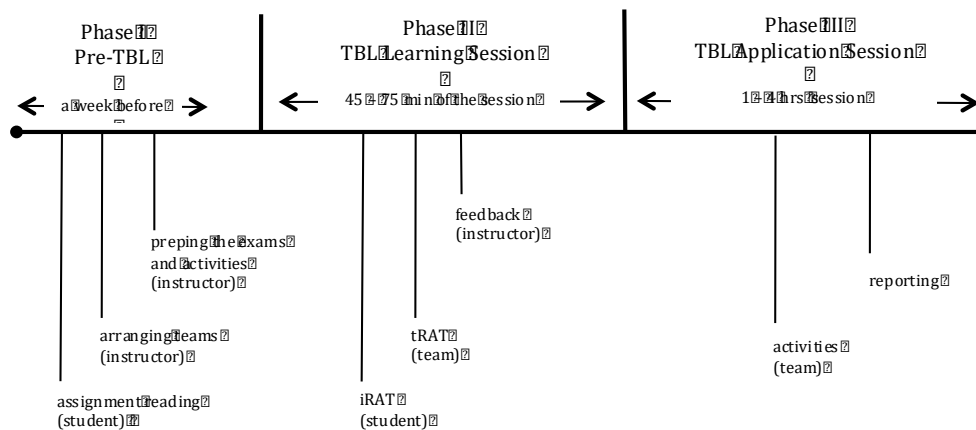 Phase I
Pre-TBL
a week before
Phase II
TBL Learning Session
45 – 75 min of the session
Phase III
TBL Application Session
1 – 4 hrs session
preping the exams
and activities
(instructor)
arranging teams
(instructor)
assignment reading
(student)
feedback
(instructor)
tRAT
(team)
iRAT
(student)
reporting
activities
(team)